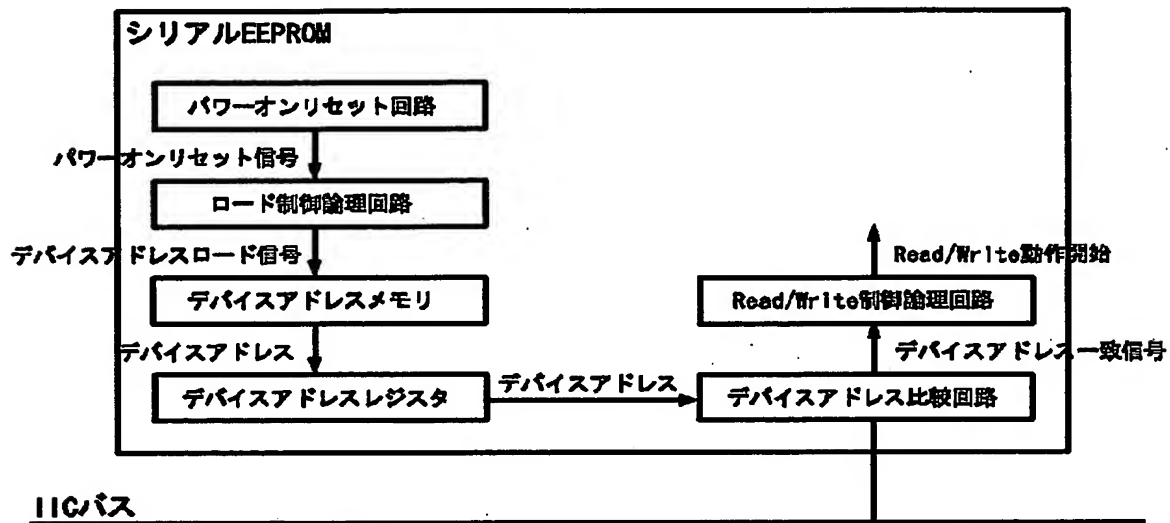 シリアルEEPROM
パワーオンリセット回路
パワーオンリセット信号
ロード制御論理回路
デバイスアドレスロード信号
Read/Write動作開始
デバイスアドレスメモリ
Read/Write制御論理回路
デバイスアドレス
デバイスアドレス一致信号
デバイスアドレスレジスタ
デバイスアドレス
デバイスアドレス比較回路
IICバス